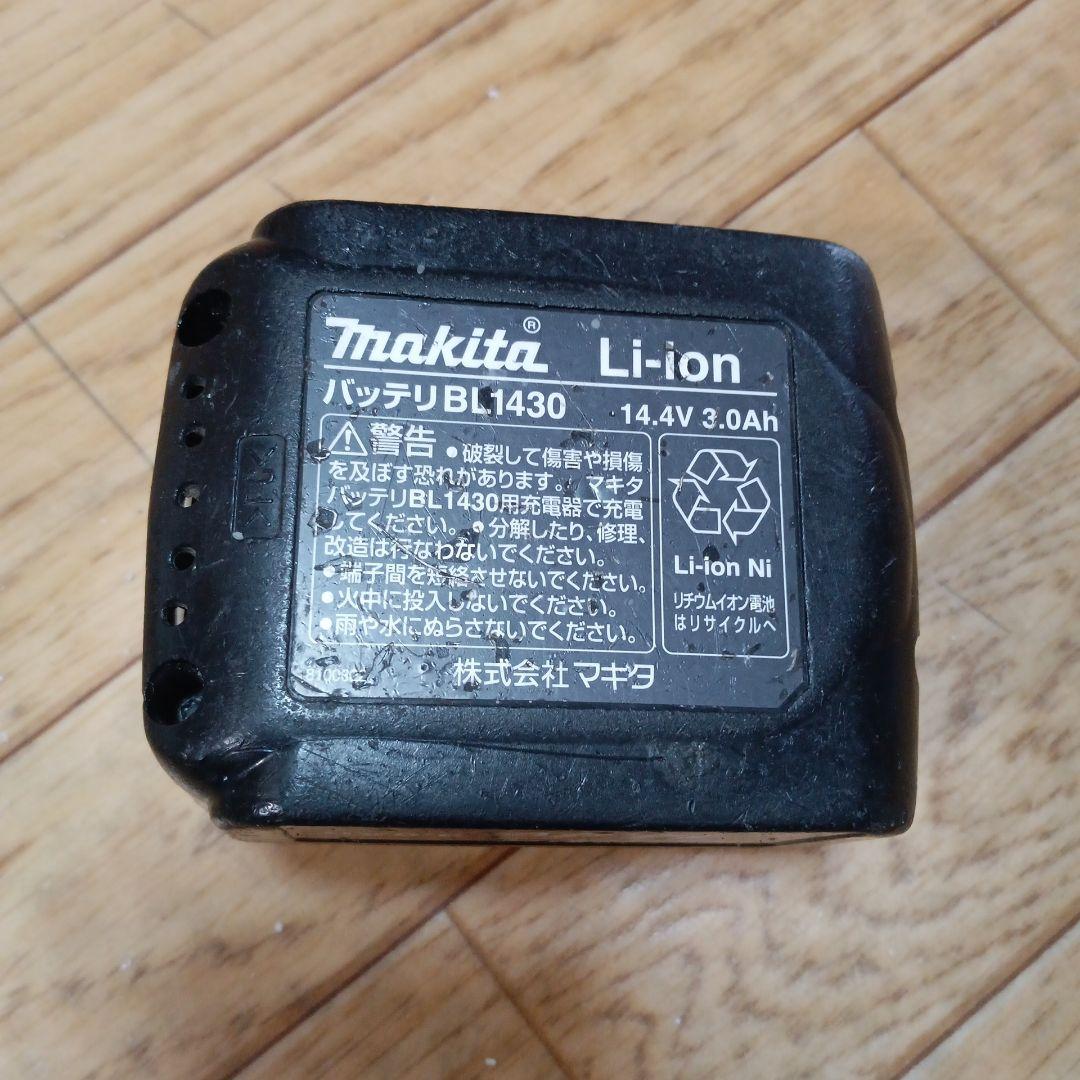 makita® Li-ion
バッテリBL1430 14.4V 3.0Ah
⚠警告 ●破裂して傷害や損傷
を及ぼす恐れがあります。 マキタ
バッテリBL1430用充電器で充電
してください。●分解したり、修理、
改造は行なわないでください。
●端子間を短絡させないでください。
●火中に投入しないでください。
●雨や水にぬらさないでください。
Li-ion Ni
リチウムイオン電池
はリサイクルへ
株式会社マキタ